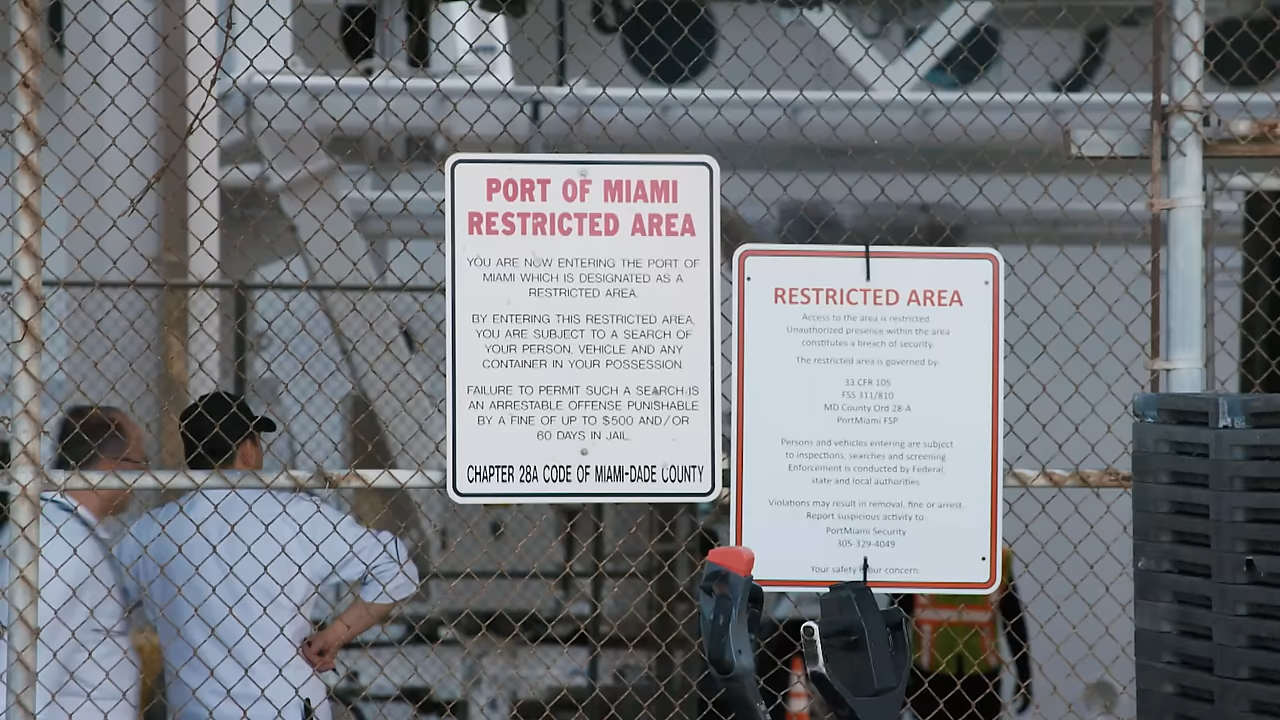 PORT OF MIAMI
RESTRICTED AREA
YOU ARE NOW ENTERING THE PORT OF
MIAMI WHICH IS DESIGNATED AS A
RESTRICTED AREA.
BY ENTERING THIS RESTRICTED AREA,
YOU ARE SUBJECT TO A SEARCH OF
YOUR PERSON, VEHICLE AND ANY
CONTAINER IN YOUR POSSESSION.
FAILURE TO PERMIT SUCH A SEARCH IS
AN ARRESTABLE OFFENSE PUNISHABLE
BY A FINE OF UP TO $500 AND/OR
60 DAYS IN JAIL.
CHAPTER 28A CODE OF MIAMI-DADE COUNTY
RESTRICTED AREA
Access to the area is restricted.
Unauthorized presence within the area
constitutes a breach of security.
The restricted area is governed by:
33 CFR 105
FSS 311/810
MD County Ord 28-A
PortMiami FSP
Persons and vehicles entering are subject
to inspections, searches and screening.
Enforcement is conducted by Federal,
state and local authorities.
Violations may result in removal, fine or arrest.
Report suspicious activity to:
PortMiami Security
305-329-4049
Your safety is our concern.